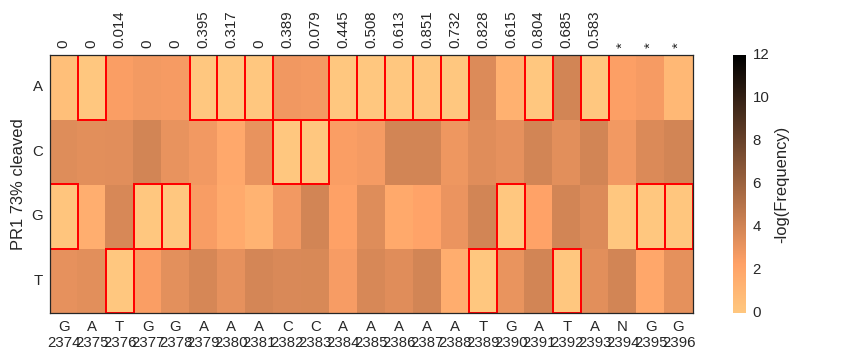 0 0 0.014 0 0 0.395 0.317 0 0.389 0.079 0.445 0.508 0.613 0.851 0.732 0.828 0.615 0.804 0.685 0.583 * * *
PR1 73% cleaved
A
C
G
T
G A T G G A A A C C A A A A A T G A T A N G G
2374 2375 2376 2377 2378 2379 2380 2381 2382 2383 2384 2385 2386 2387 2388 2389 2390 2391 2392 2393 2394 2395 2396
12
10
8
6
4
2
0
-log(Frequency)